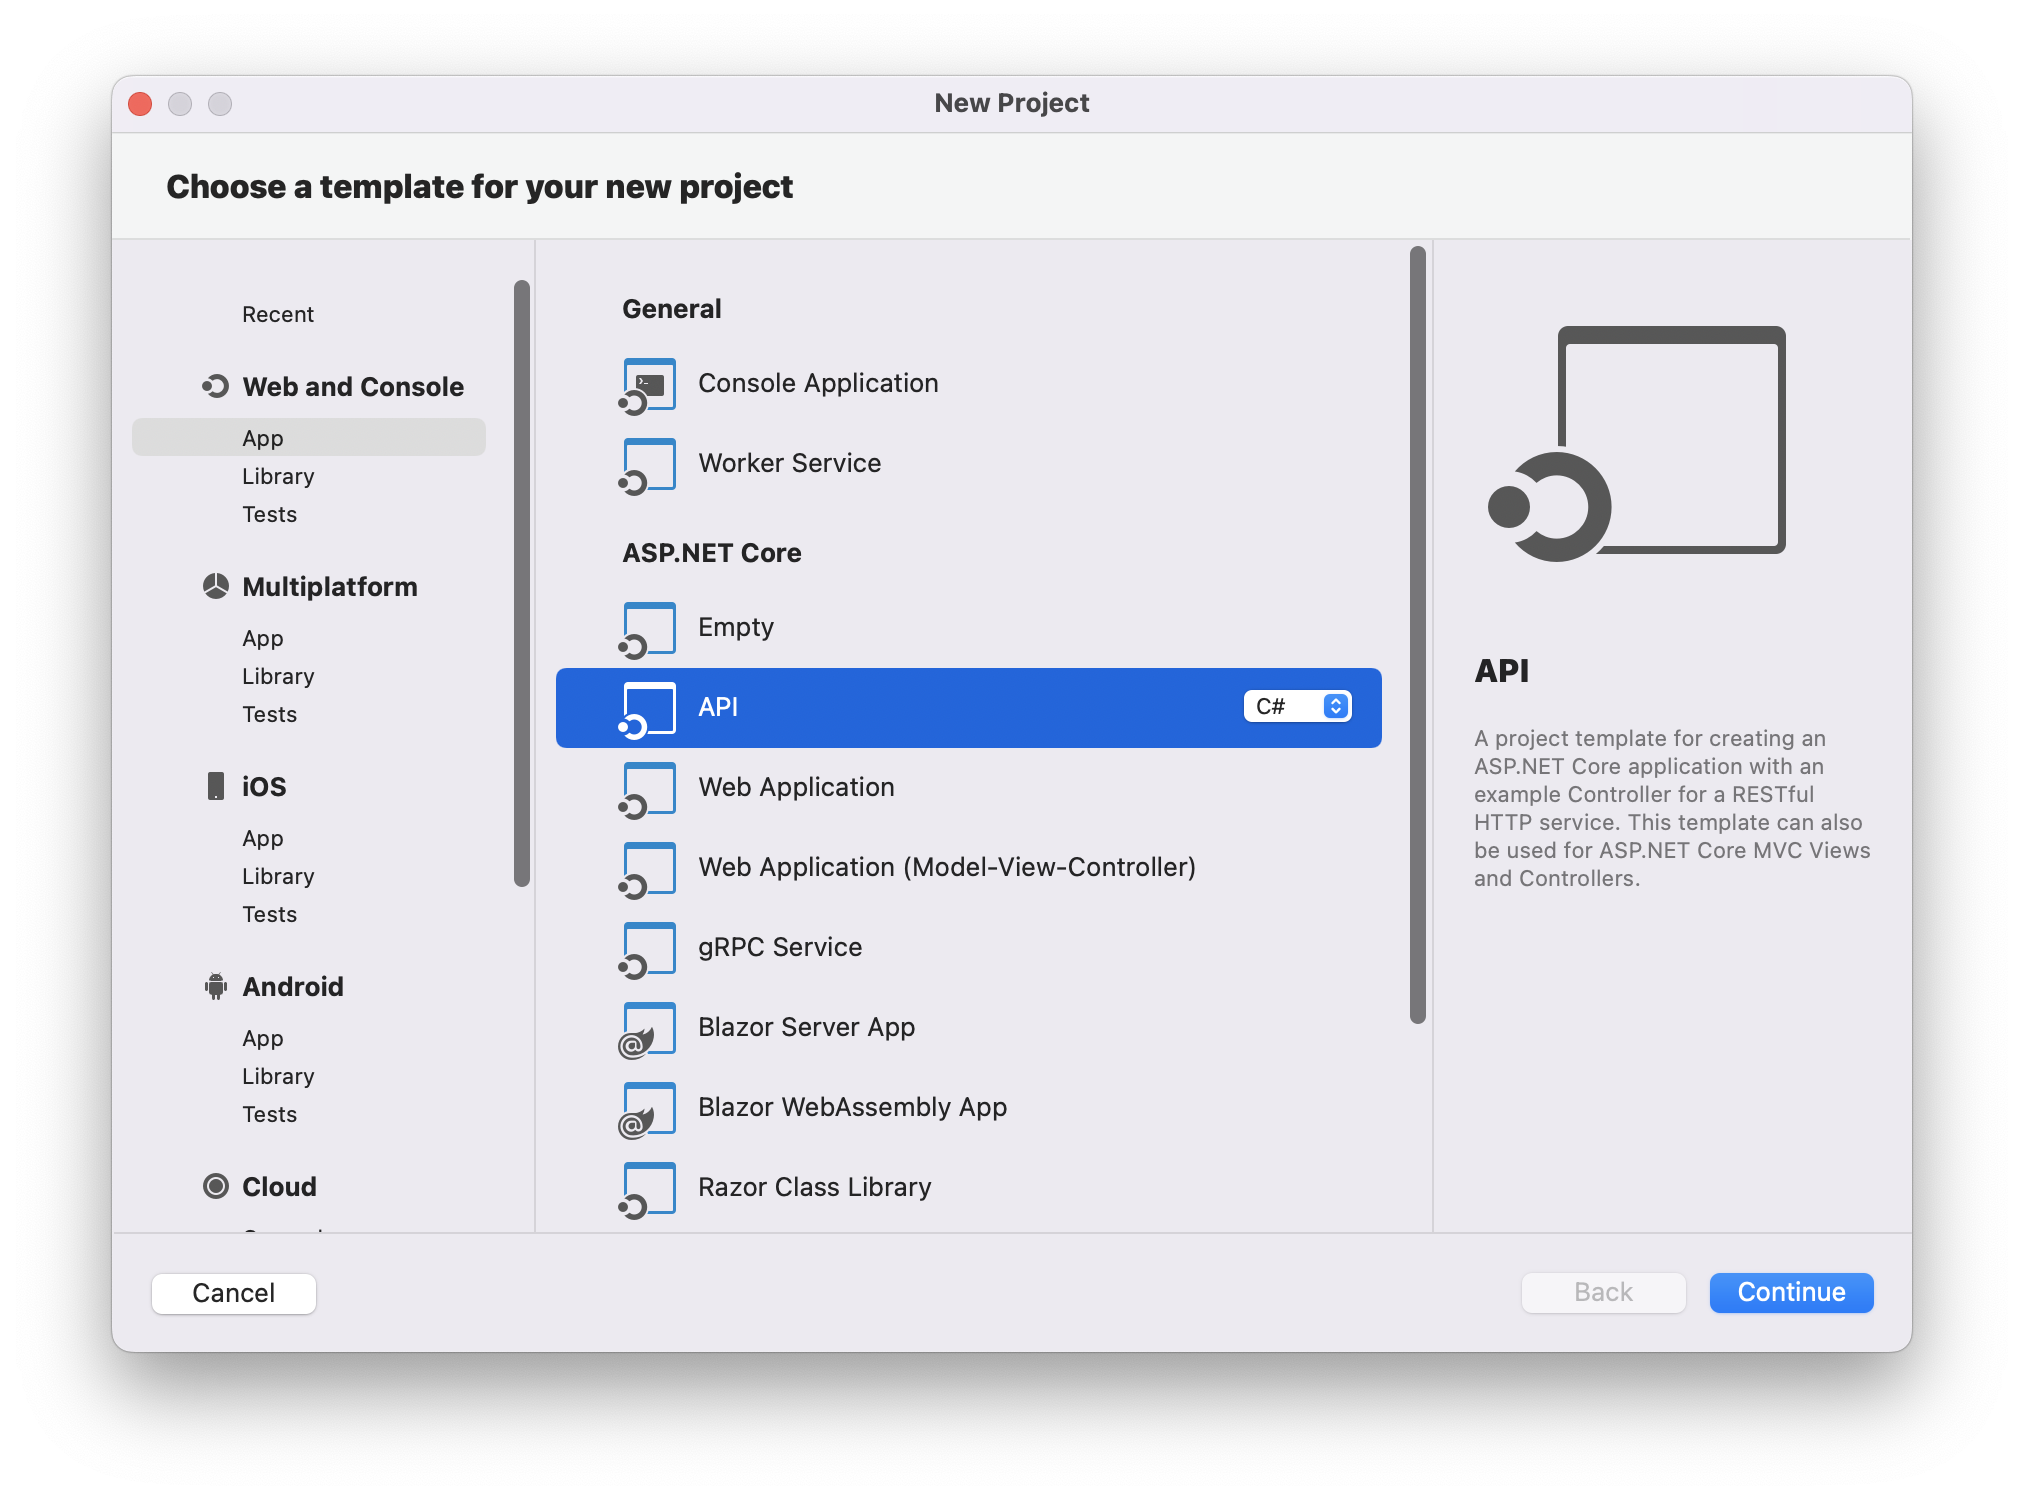 New Project
Choose a template for your new project
Recent
Web and Console
App
Library
Tests
Multiplatform
App
Library
Tests
iOS
App
Library
Tests
Android
App
Library
Tests
Cloud
General
Console Application
Worker Service
ASP.NET Core
Empty
API
C#
Web Application
Web Application (Model-View-Controller)
gRPC Service
Blazor Server App
Blazor WebAssembly App
Razor Class Library
API
A project template for creating an
ASP.NET Core application with an
example Controller for a RESTful
HTTP service. This template can also
be used for ASP.NET Core MVC Views
and Controllers.
Cancel
Back
Continue